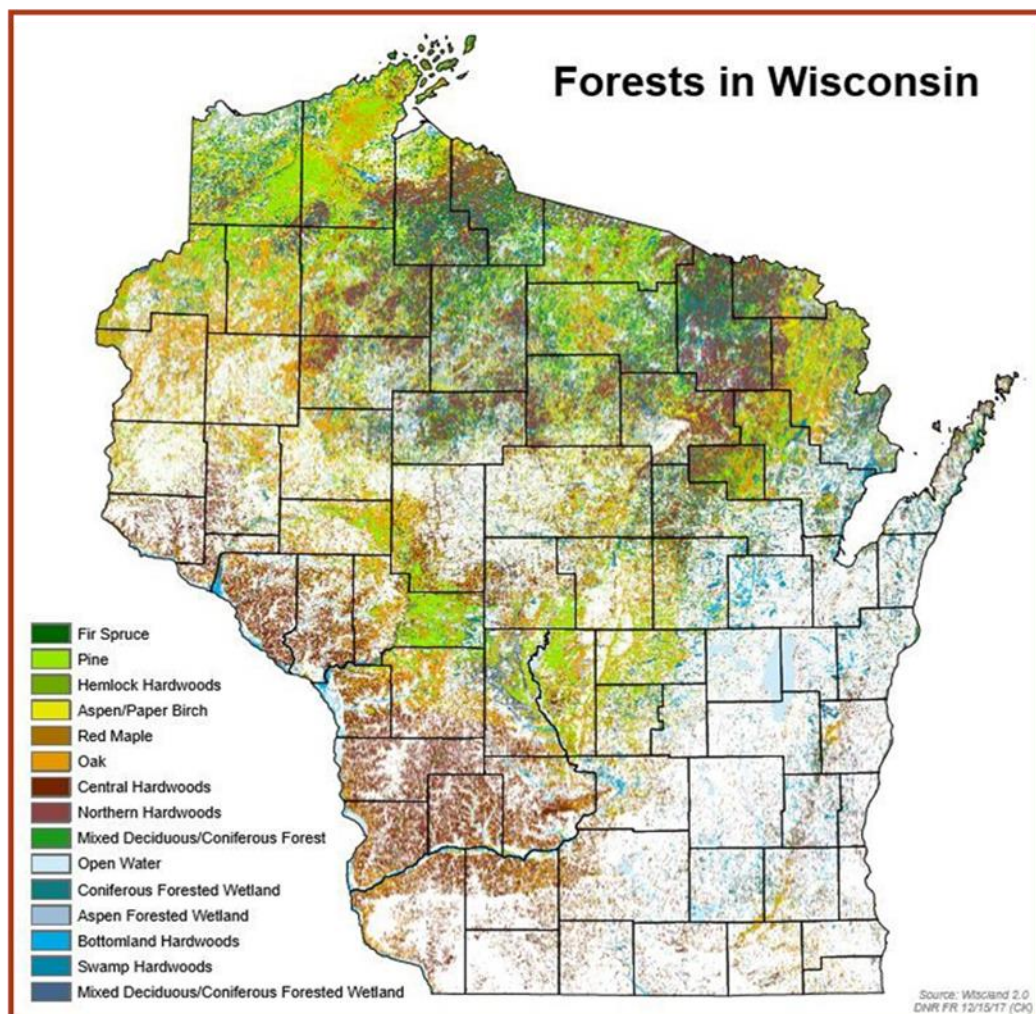 Forests in Wisconsin
Fir Spruce
Pine
Hemlock Hardwoods
Aspen/Paper Birch
Red Maple
Oak
Central Hardwoods
Northern Hardwoods
Mixed Deciduous/Coniferous Forest
Open Water
Coniferous Forested Wetland
Aspen Forested Wetland
Bottomland Hardwoods
Swamp Hardwoods
Mixed Deciduous/Coniferous Forested Wetland
Source: Wiscland 2.0
DNR FR 12/15/17 (CK)